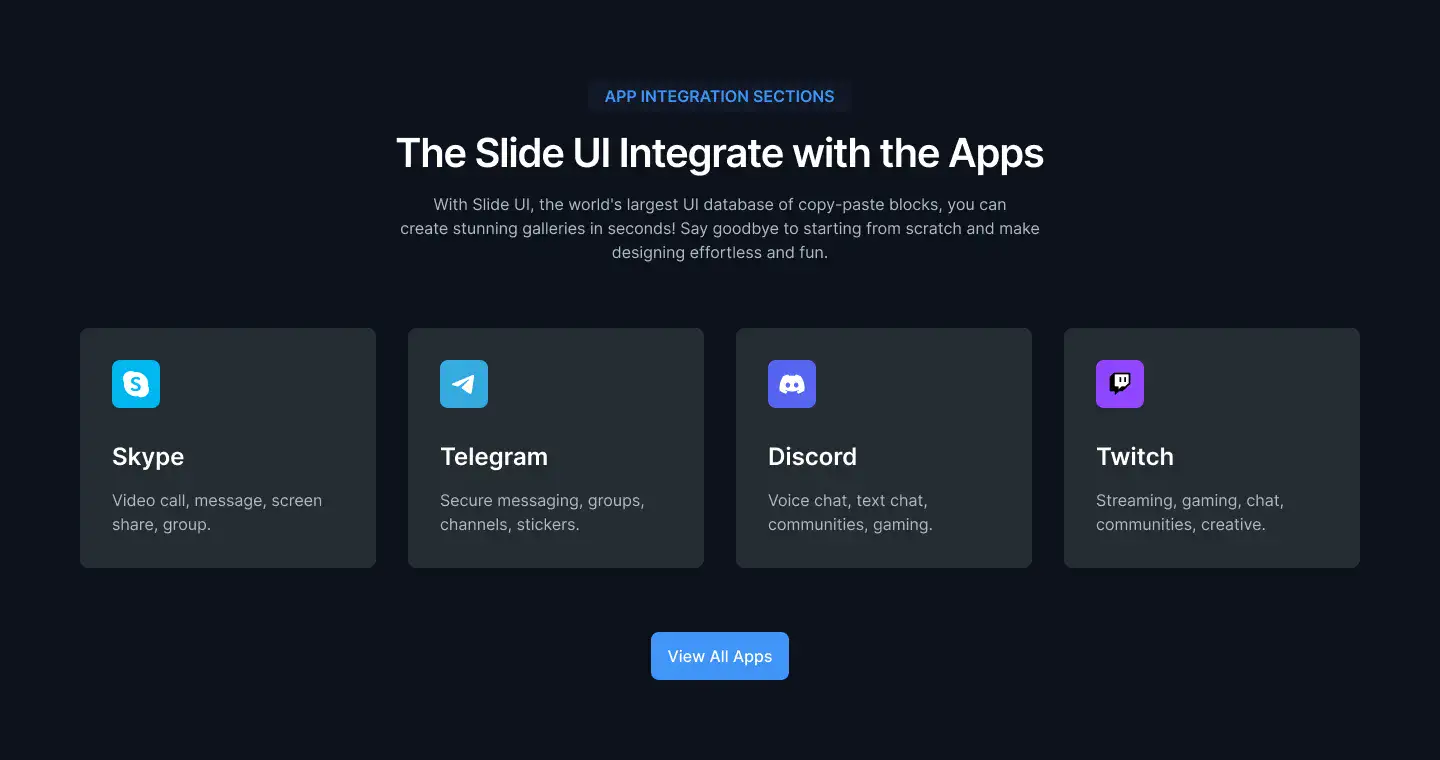 APP INTEGRATION SECTIONS
The Slide UI Integrate with the Apps
With Slide UI, the world's largest UI database of copy-paste blocks, you can
create stunning galleries in seconds! Say goodbye to starting from scratch and make
designing effortless and fun.
S
Skype
Video call, message, screen
share, group.
Telegram
Secure messaging, groups,
channels, stickers.
Discord
Voice chat, text chat,
communities, gaming.
Twitch
Streaming, gaming, chat,
communities, creative.
View All Apps